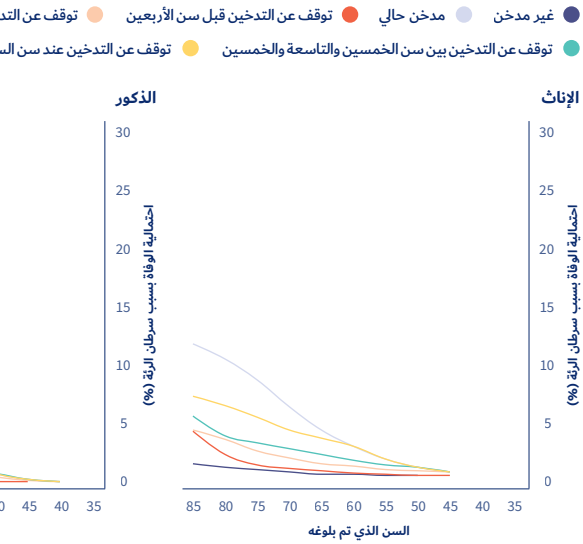 غير مدخن
مدخن حالي
توقف عن التدخين قبل سن الأربعين
توقف عن
توقف عن التدخين بين سن الخمسين والتاسعة والخمسين
توقف عن التدخين عند سن
الإناث
30
25
20
15
10
5
0
احتمالية الوفاة بسبب سرطان الرئة (%)
35 40 45 50 55 60 65 70 75 80 85
السن الذي تم بلوغه
الذكور
30
25
20
15
10
5
0
احتمالية الوفاة بسبب سرطان الرئة (%)
35 40 45